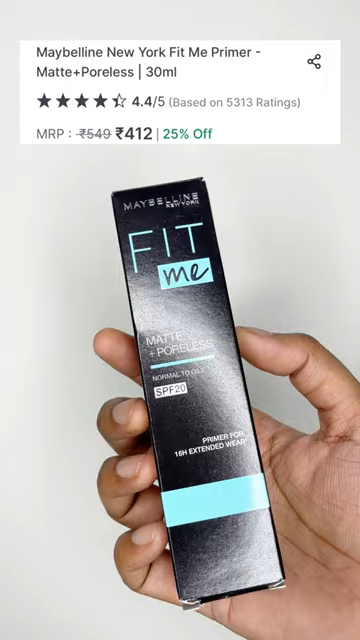 Maybelline New York Fit Me Primer -
Matte+Poreless | 30ml
4.4/5 (Based on 5313 Ratings)
MRP : ₹549 ₹412 | 25% Off
MAYBELLINE
NEW YORK
FIT
me
MATTE
+PORELESS
NORMAL TO OILY
SPF20
PRIMER FOR
16H EXTENDED WEAR